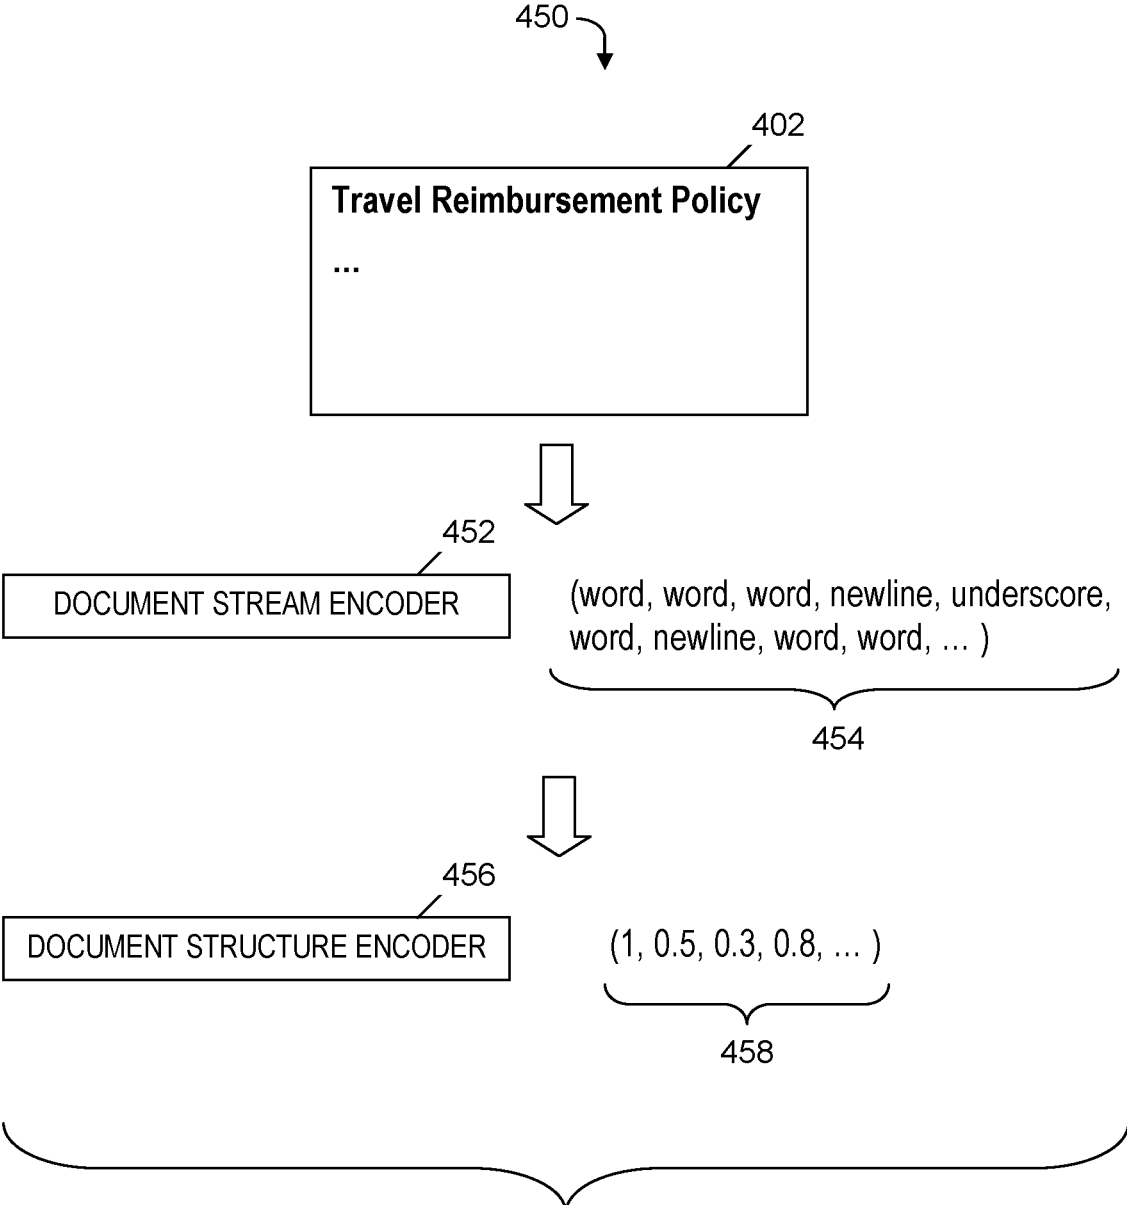 450
402
Travel Reimbursement Policy
...
452
DOCUMENT STREAM ENCODER
(word, word, word, newline, underscore,
word, newline, word, word, ... )
454
456
DOCUMENT STRUCTURE ENCODER
(1, 0.5, 0.3, 0.8, ... )
458